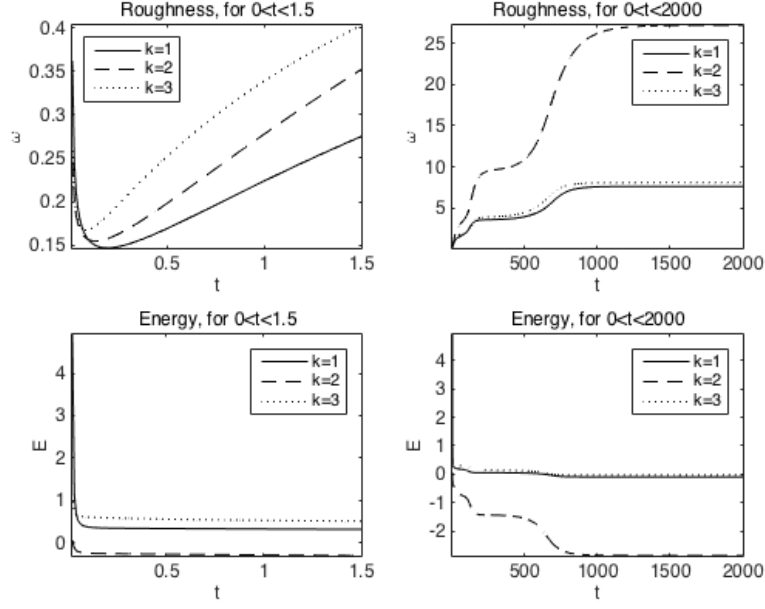 Roughness, for 0<t<1.5
0.4
0.35
0.3
0.25
0.2
0.15
ω
k=1
k=2
k=3
0.5
1
1.5
t
Roughness, for 0<t<2000
25
20
15
10
5
ω
k=1
k=2
k=3
500
1000
1500
2000
t
Energy, for 0<t<1.5
4
3
2
1
0
E
k=1
k=2
k=3
0.5
1
1.5
t
Energy, for 0<t<2000
4
3
2
1
0
-1
-2
E
k=1
k=2
k=3
500
1000
1500
2000
t